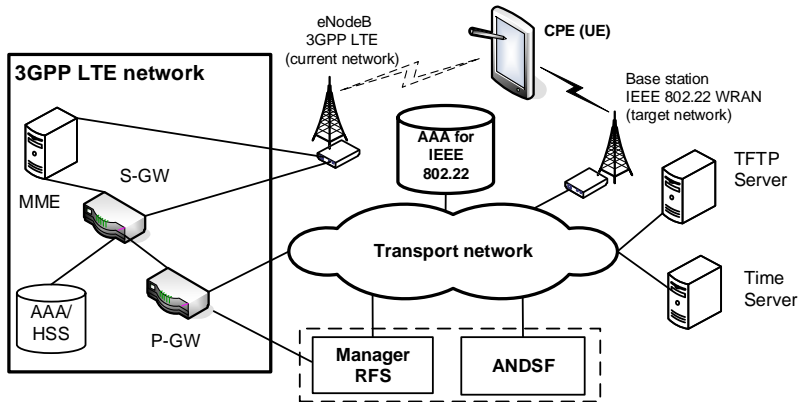 eNodeB
3GPP LTE
(current network)
CPE (UE)
3GPP LTE network
Base station
IEEE 802.22 WRAN
(target network)
AAA for
IEEE
802.22
TFTP
Server
S-GW
MME
Transport network
Time
Server
AAA/
HSS
P-GW
Manager
RFS
ANDSF